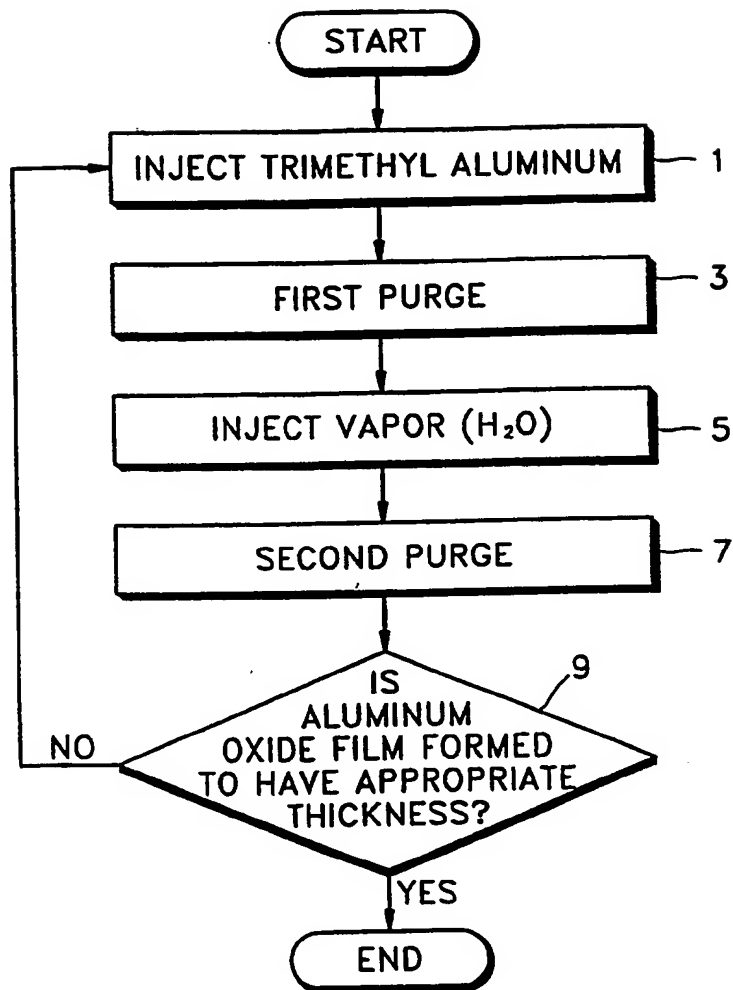 START
INJECT TRIMETHYL ALUMINUM
1
FIRST PURGE
3
INJECT VAPOR (H₂O)
5
SECOND PURGE
7
9
IS
ALUMINUM
OXIDE FILM FORMED
TO HAVE APPROPRIATE
THICKNESS?
NO
YES
END